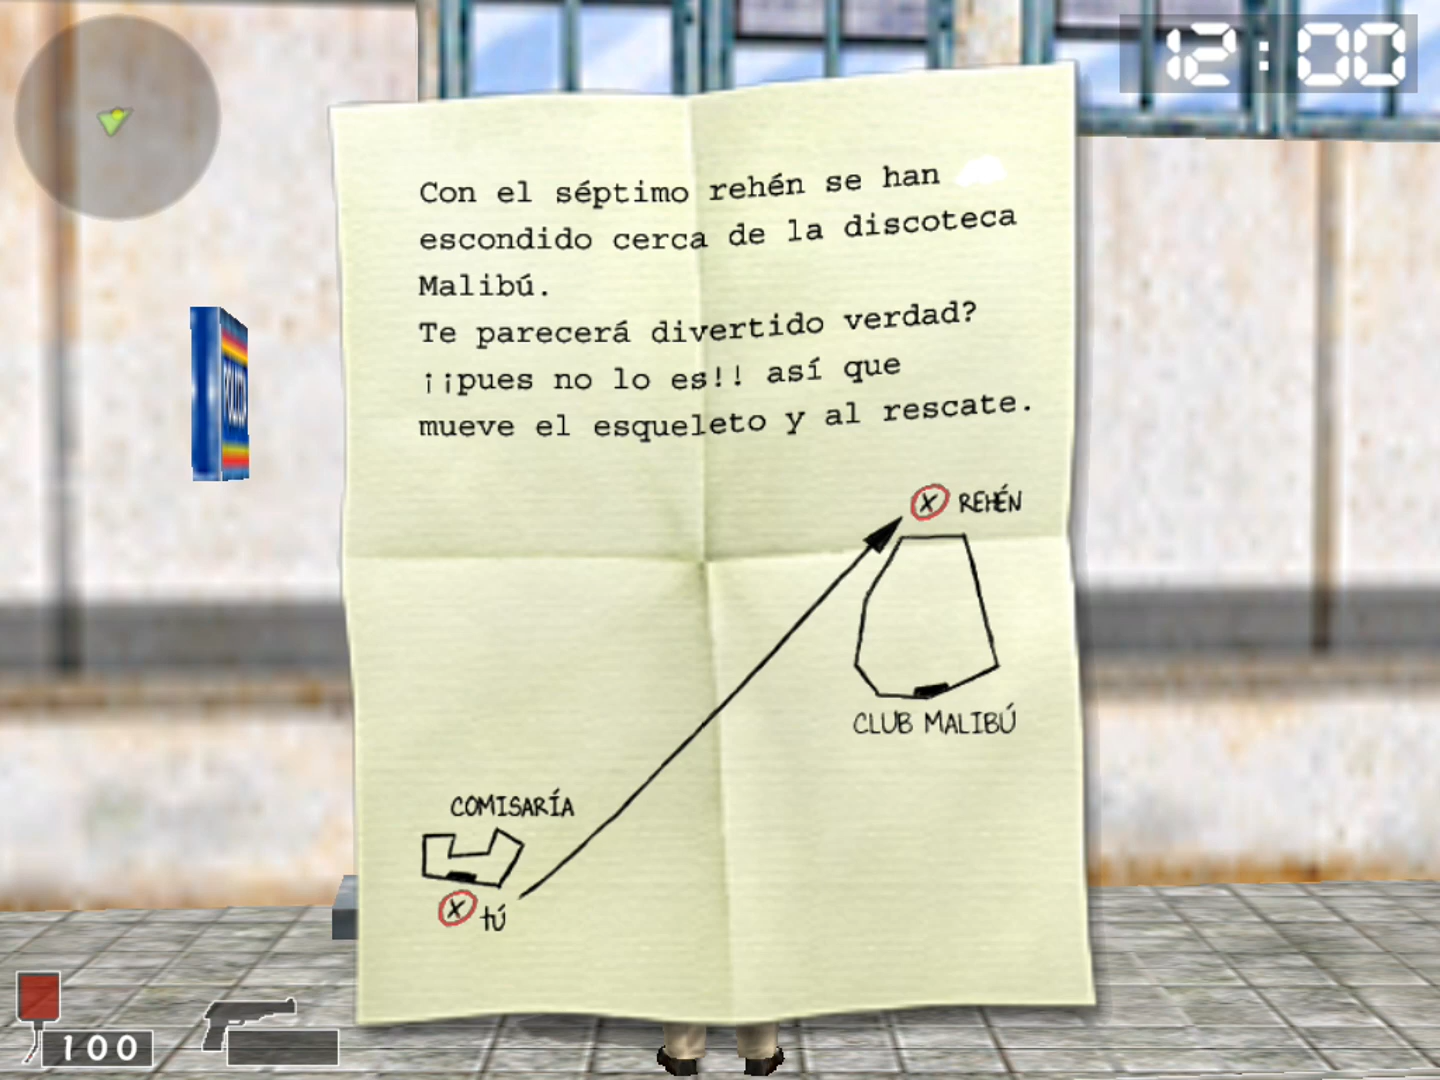 12:00
Con el séptimo rehén se han
escondido cerca de la discoteca
Malibú.
Te parecerá divertido verdad?
¡¡pues no lo es!! así que
mueve el esqueleto y al rescate.
POLICIA
X REHÉN
CLUB MALIBÚ
COMISARÍA
X tú
100